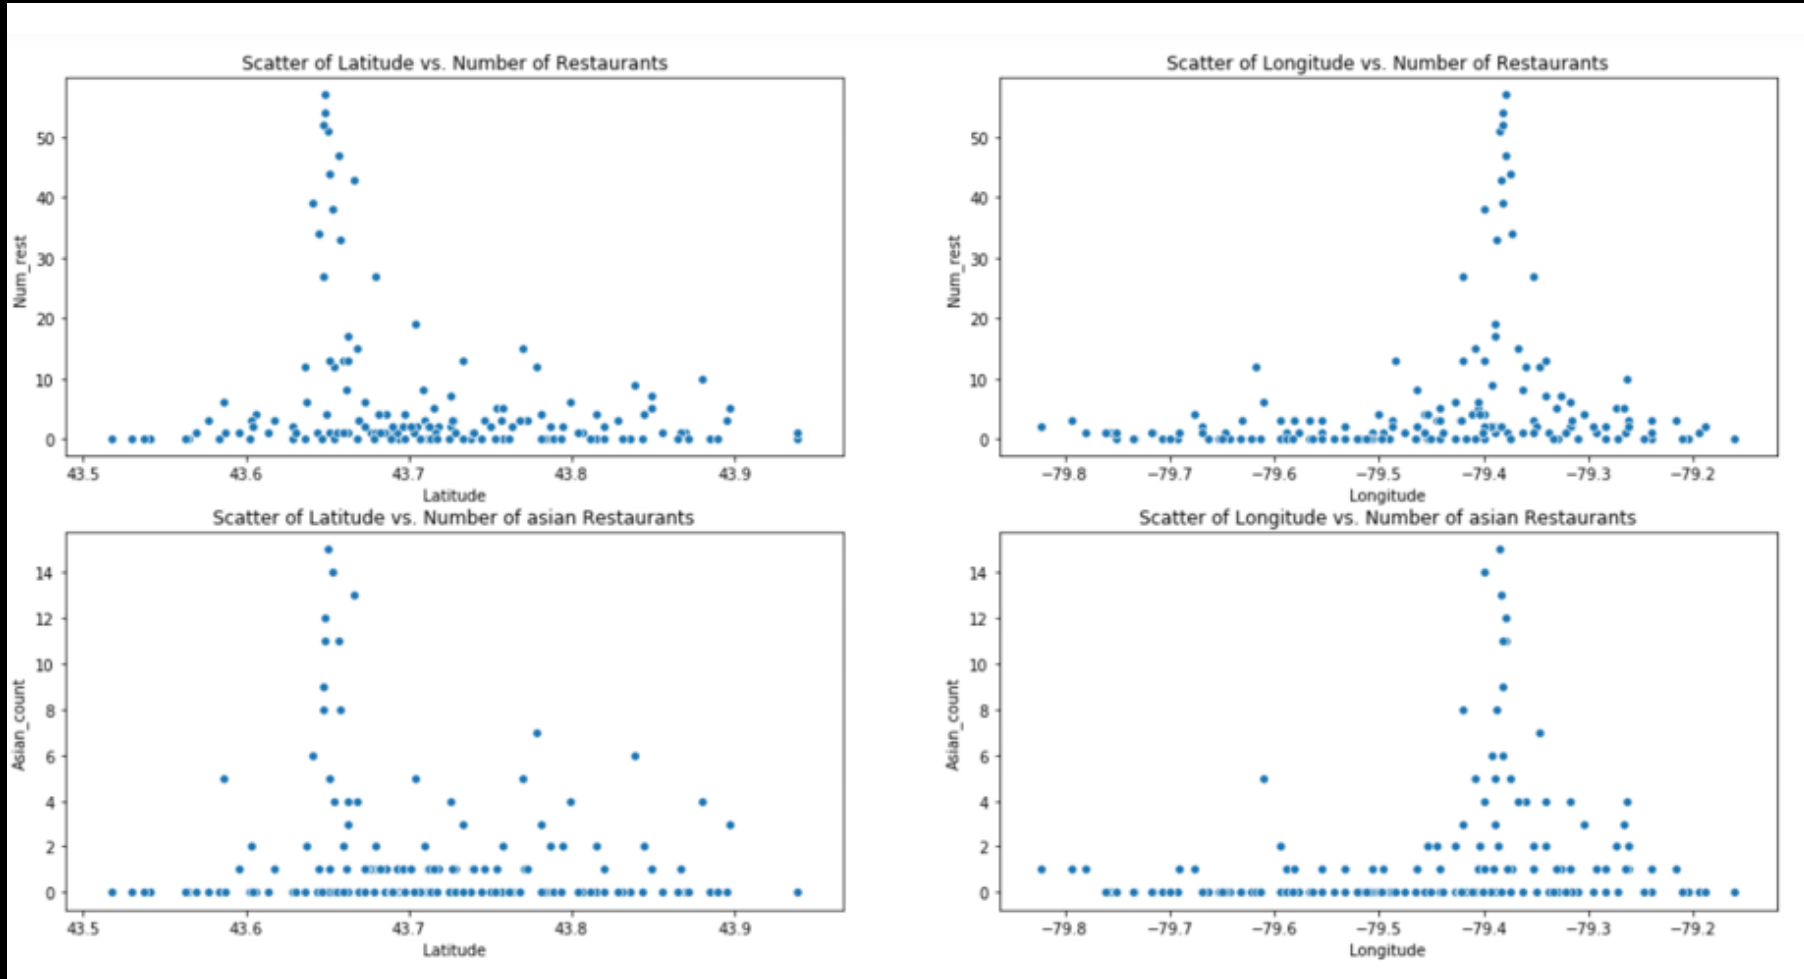 Scatter of Latitude vs. Number of Restaurants
Num_rest
50
40
30
20
10
0
43.5 43.6 43.7 43.8 43.9
Latitude
Scatter of Longitude vs. Number of Restaurants
Num_rest
50
40
30
20
10
0
−79.8 −79.7 −79.6 −79.5 −79.4 −79.3 −79.2
Longitude
Scatter of Latitude vs. Number of asian Restaurants
Asian_count
14
12
10
8
6
4
2
0
43.5 43.6 43.7 43.8 43.9
Latitude
Scatter of Longitude vs. Number of asian Restaurants
Asian_count
14
12
10
8
6
4
2
0
−79.8 −79.7 −79.6 −79.5 −79.4 −79.3 −79.2
Longitude